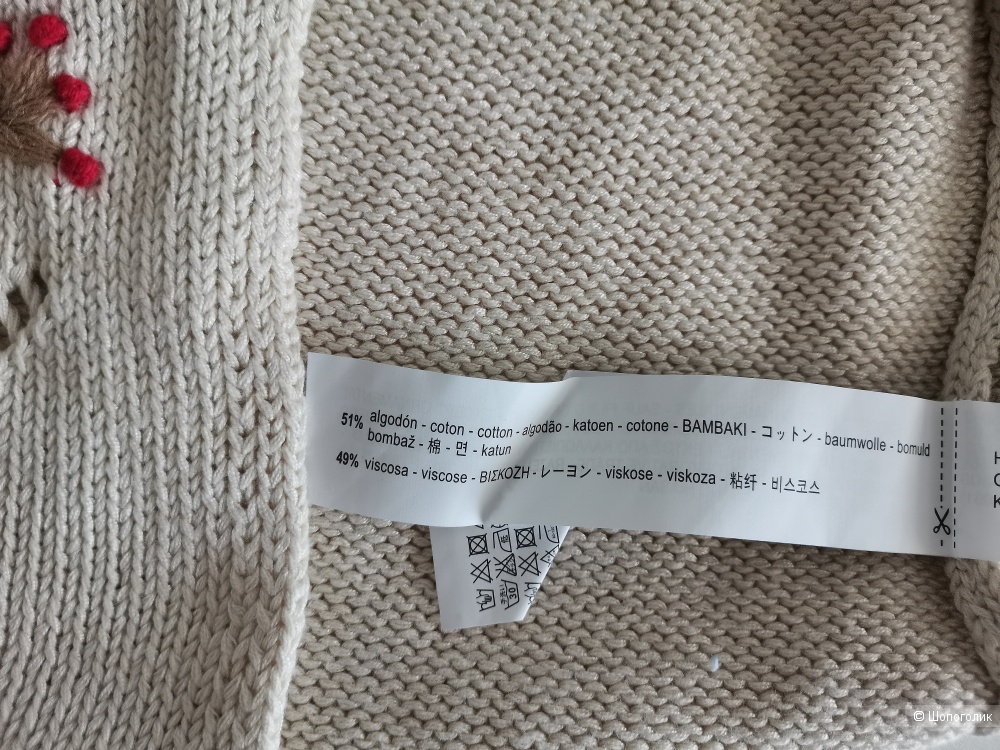 51% algodón - coton - cotton - algodão - katoen - cotone - BAMBAKI - コットン - baumwolle - bomuld
bombaž - 棉 - 면 - katun
49% viscosa - viscose - ΒΙΣΚΟΖΗ - レーヨン - viskose - viskoza - 粘纤 - 비스코스
30
© Шопоголик